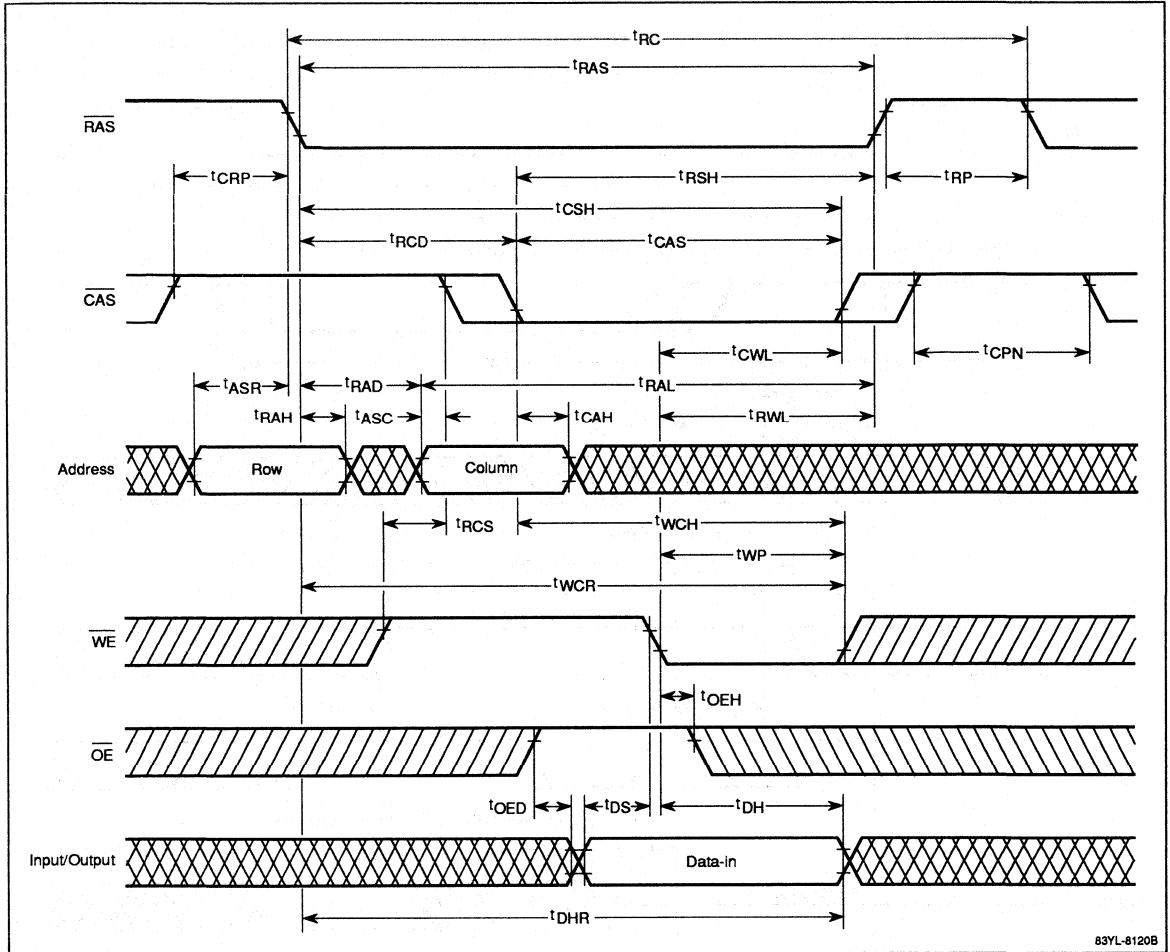 tRC
tRAS
RAS
tCRP
tRSH
tRP
tCSH
tRCD
tCAS
CAS
tCWL
tCPN
tASR
tRAD
tRAL
tRAH
tASC
tCAH
tRWL
Address
Row
Column
tRCS
tWCH
tWP
tWCR
WE
tOEH
OE
tOED
tDS
tDH
Input/Output
Data-in
tDHR
83YL-8120B